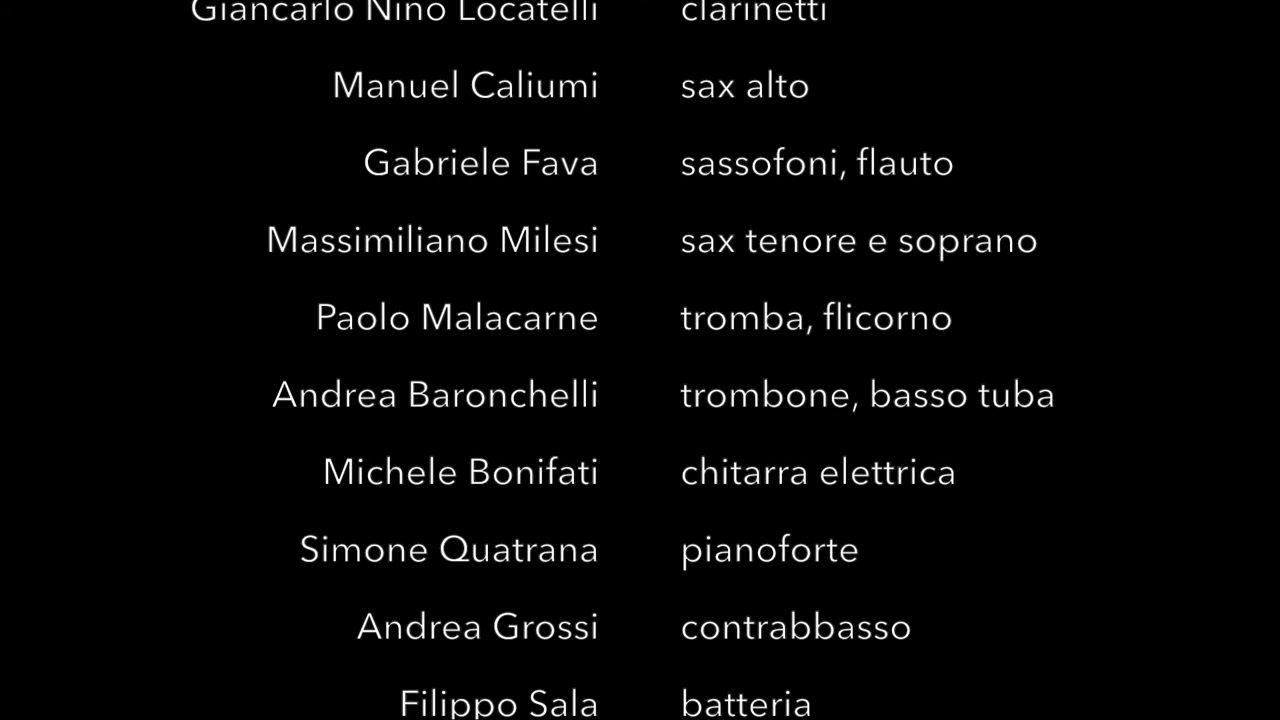 Giancarlo Nino Locatelli clarinetti
Manuel Caliumi sax alto
Gabriele Fava sassofoni, flauto
Massimiliano Milesi sax tenore e soprano
Paolo Malacarne tromba, flicorno
Andrea Baronchelli trombone, basso tuba
Michele Bonifati chitarra elettrica
Simone Quatrana pianoforte
Andrea Grossi contrabbasso
Filippo Sala batteria